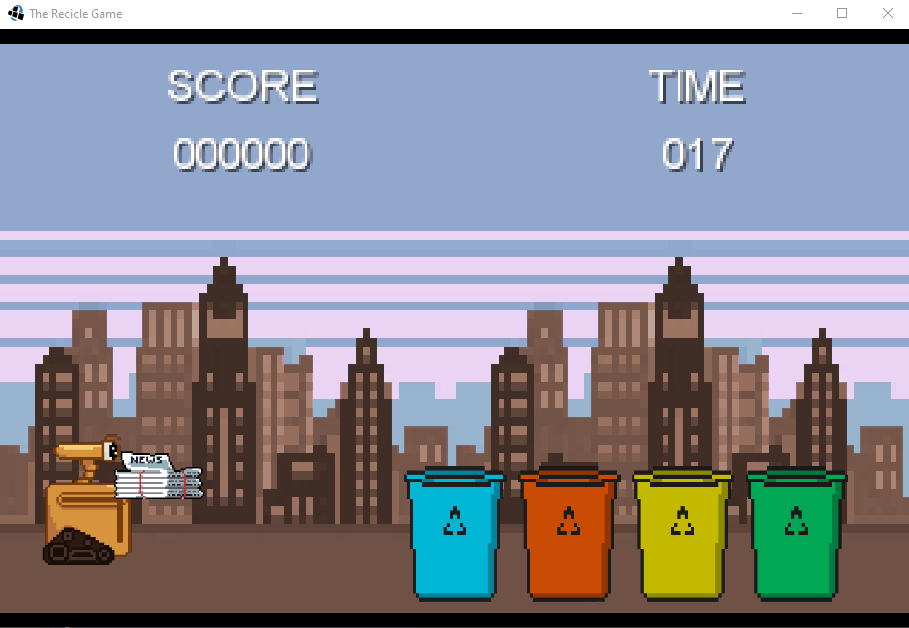 The Recicle Game
SCORE
TIME
000000
017
NEWS